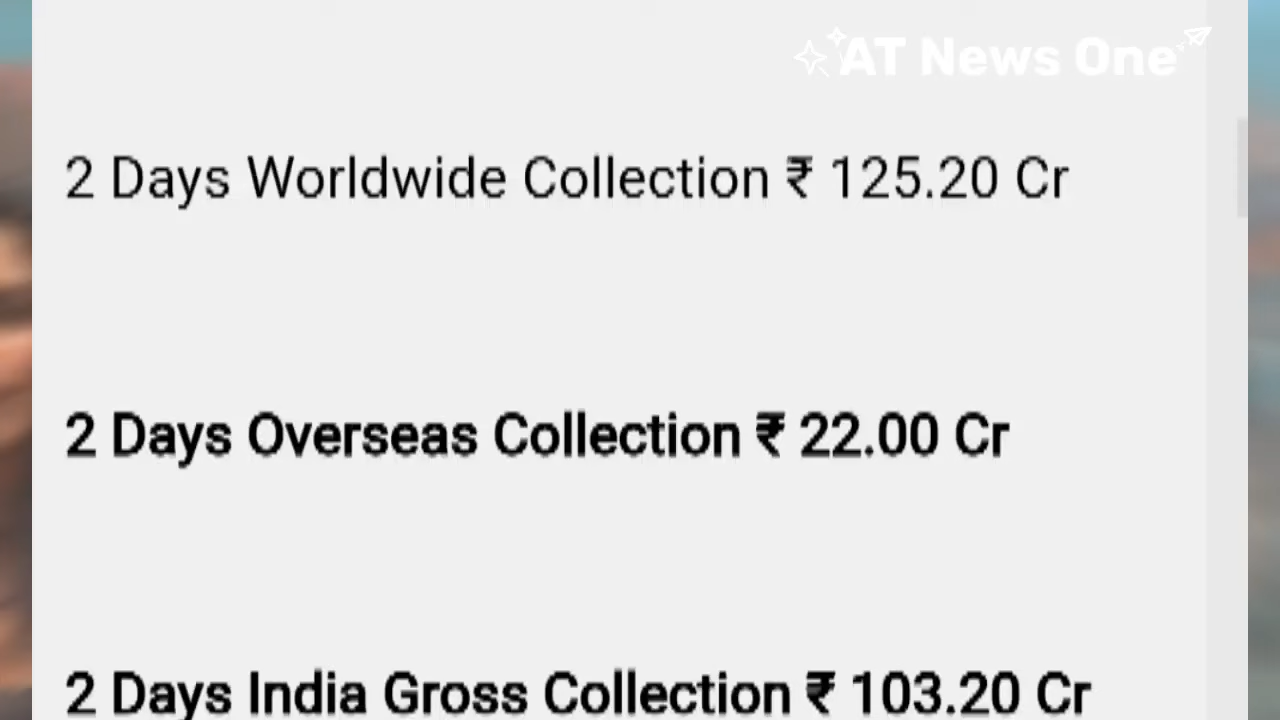 AT News One
2 Days Worldwide Collection ₹ 125.20 Cr
2 Days Overseas Collection ₹ 22.00 Cr
2 Days India Gross Collection ₹ 103.20 Cr